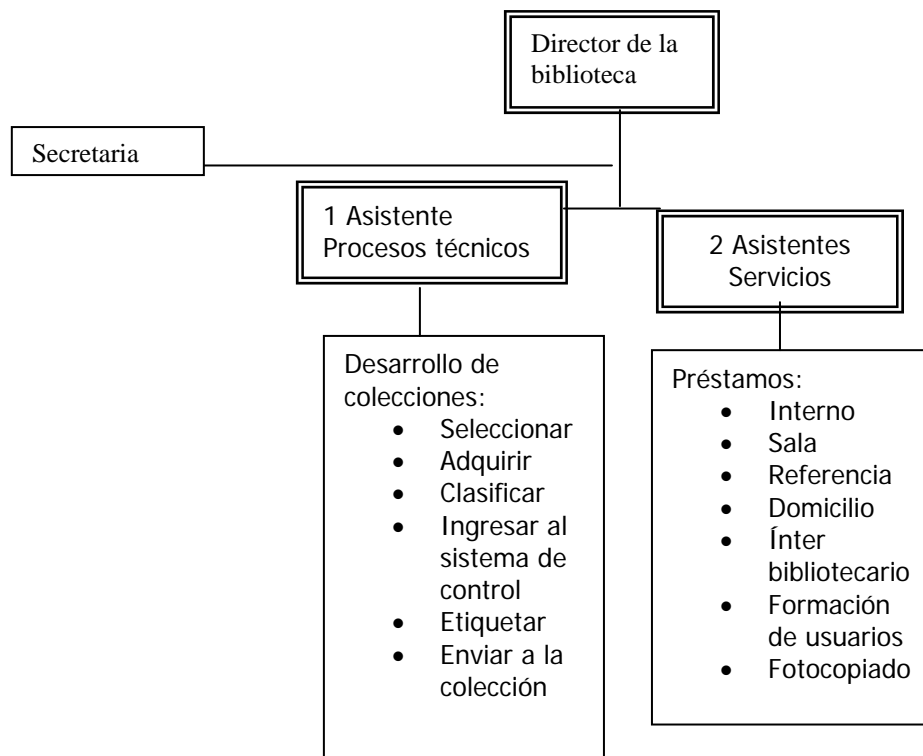 Director de la
biblioteca
Secretaria
1 Asistente
Procesos técnicos
2 Asistentes
Servicios
Desarrollo de
colecciones:
• Seleccionar
• Adquirir
• Clasificar
• Ingresar al
sistema de
control
• Etiquetar
• Enviar a la
colección
Préstamos:
• Interno
• Sala
• Referencia
• Domicilio
• Ínter
bibliotecario
• Formación
de usuarios
• Fotocopiado